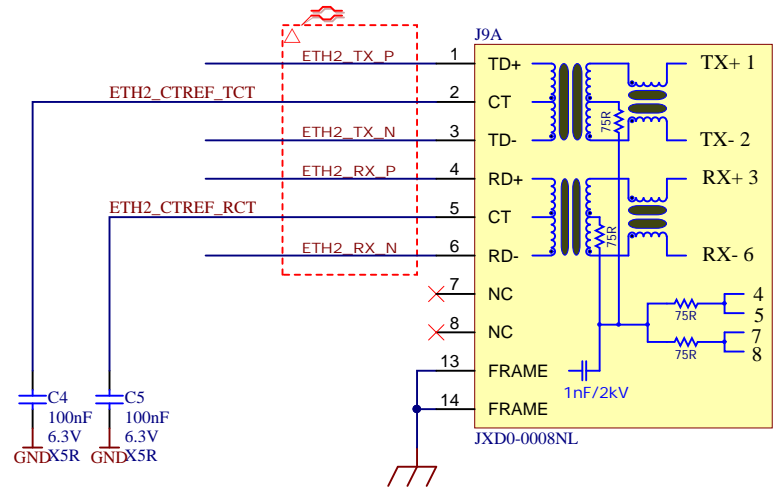 J9A
ETH2_TX_P 1 TD+ TX+ 1
ETH2_CTREF_TCT 2 CT
75R
ETH2_TX_N 3 TD- TX- 2
ETH2_RX_P 4 RD+ RX+ 3
ETH2_CTREF_RCT 5 CT
75R
ETH2_RX_N 6 RD- RX- 6
7 NC
75R
4
5
8 NC
75R
7
8
13 FRAME
1nF/2kV
14 FRAME
JXD0-0008NL
C4
100nF
6.3V
X5R
GND
C5
100nF
6.3V
X5R
GND